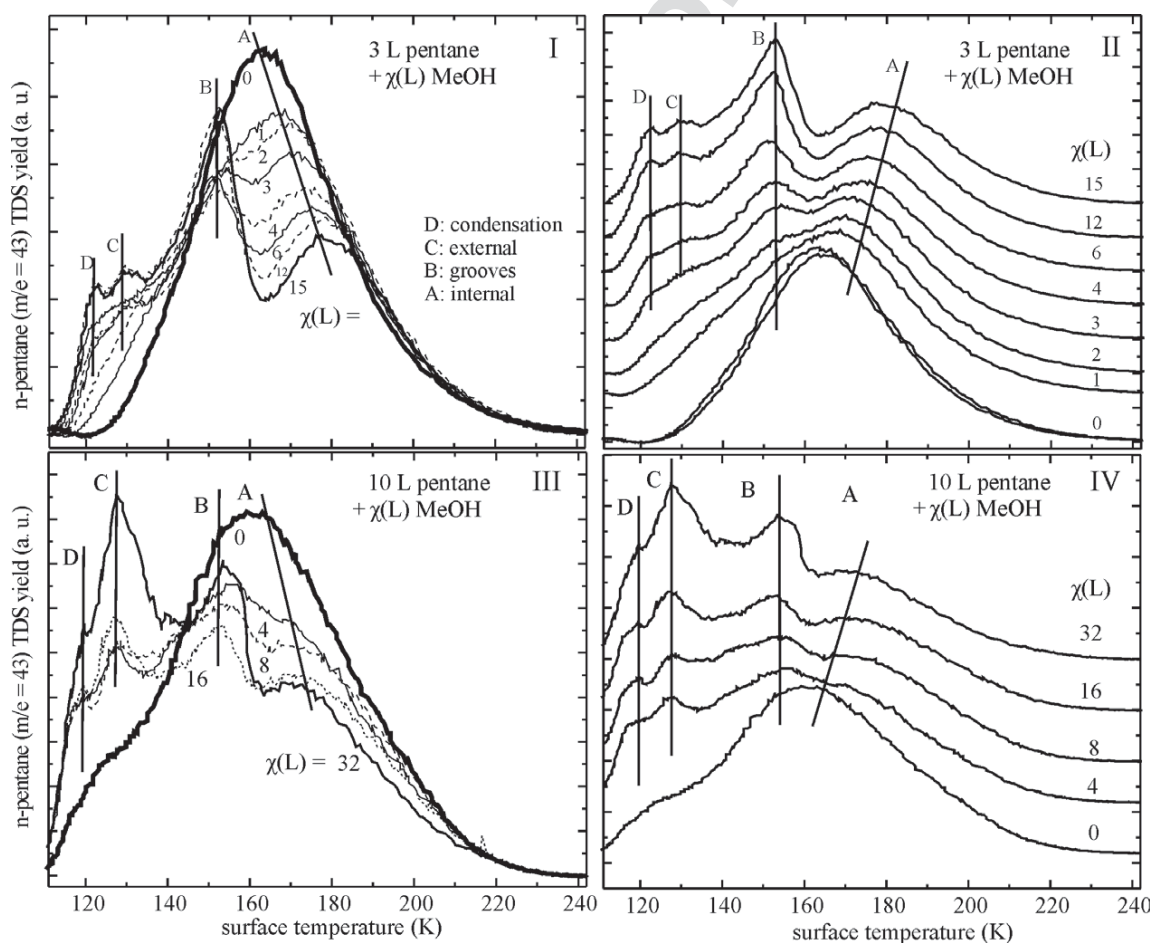 n-pentane (m/e = 43) TDS yield (a. u.)
I
3 L pentane
+ χ(L) MeOH
A
0
B
1
2
3
4
6
12
15
χ(L) =
C
D
D: condensation
C: external
B: grooves
A: internal
II
3 L pentane
+ χ(L) MeOH
B
A
D
C
χ(L)
15
12
6
4
3
2
1
0
n-pentane (m/e = 43) TDS yield (a. u.)
III
10 L pentane
+ χ(L) MeOH
C
B
A
0
D
4
8
16
χ(L) = 32
120 140 160 180 200 220 240
surface temperature (K)
IV
10 L pentane
+ χ(L) MeOH
C
D
B
A
χ(L)
32
16
8
4
0
120 140 160 180 200 220 240
surface temperature (K)